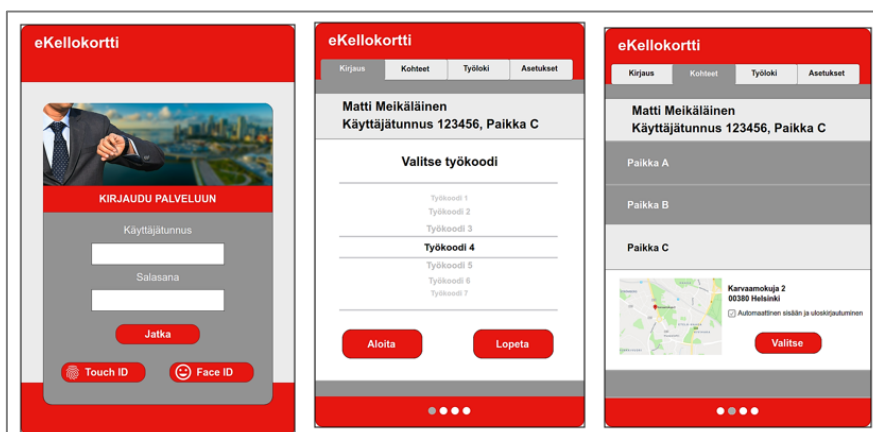 eKellokortti
KIRJAUDU PALVELUUN
Käyttäjätunnus
Salasana
Jatka
Touch ID
Face ID
eKellokortti
Kirjaus Kohteet Työloki Asetukset
Matti Meikäläinen
Käyttäjätunnus 123456, Paikka C
Valitse työkoodi
Työkoodi 1
Työkoodi 2
Työkoodi 3
Työkoodi 4
Työkoodi 5
Työkoodi 6
Työkoodi 7
Aloita Lopeta
eKellokortti
Kirjaus Kohteet Työloki Asetukset
Matti Meikäläinen
Käyttäjätunnus 123456, Paikka C
Paikka A
Paikka B
Paikka C
Karvaamokuja 2
00380 Helsinki
Automaattinen sisään ja uloskirjautuminen
Valitse